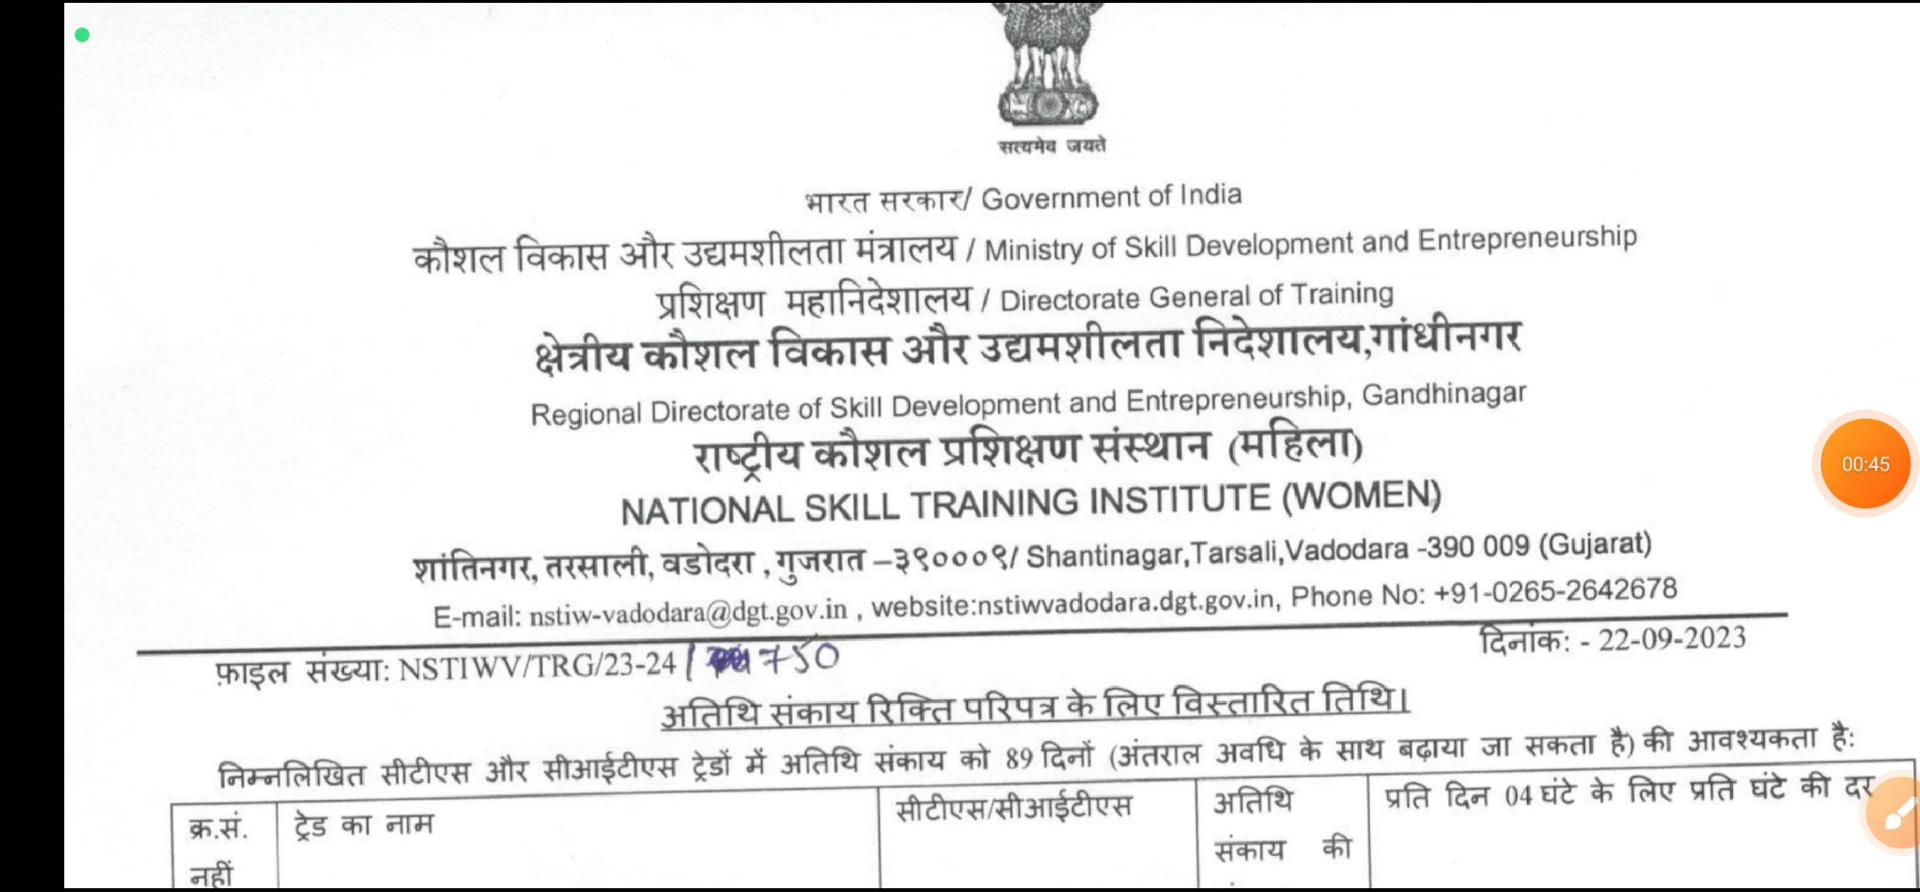 सत्यमेव जयते
भारत सरकार/ Government of India
कौशल विकास और उद्यमशीलता मंत्रालय / Ministry of Skill Development and Entrepreneurship
प्रशिक्षण महानिदेशालय / Directorate General of Training
क्षेत्रीय कौशल विकास और उद्यमशीलता निदेशालय,गांधीनगर
Regional Directorate of Skill Development and Entrepreneurship, Gandhinagar
राष्ट्रीय कौशल प्रशिक्षण संस्थान (महिला)
NATIONAL SKILL TRAINING INSTITUTE (WOMEN)
शांतिनगर, तरसाली, वडोदरा , गुजरात –३९०००९/ Shantinagar,Tarsali,Vadodara -390 009 (Gujarat)
E-mail: nstiw-vadodara@dgt.gov.in , website:nstiwvadodara.dgt.gov.in, Phone No: +91-0265-2642678
दिनांक: - 22-09-2023
फ़ाइल संख्या: NSTIWV/TRG/23-24/ 750
अतिथि संकाय रिक्ति परिपत्र के लिए विस्तारित तिथि।
निम्नलिखित सीटीएस और सीआईटीएस ट्रेडों में अतिथि संकाय को 89 दिनों (अंतराल अवधि के साथ बढ़ाया जा सकता है) की आवश्यकता है:
क्र.सं. ट्रेड का नाम सीटीएस/सीआईटीएस अतिथि प्रति दिन 04 घंटे के लिए प्रति घंटे की दर
नहीं संकाय की
00:45